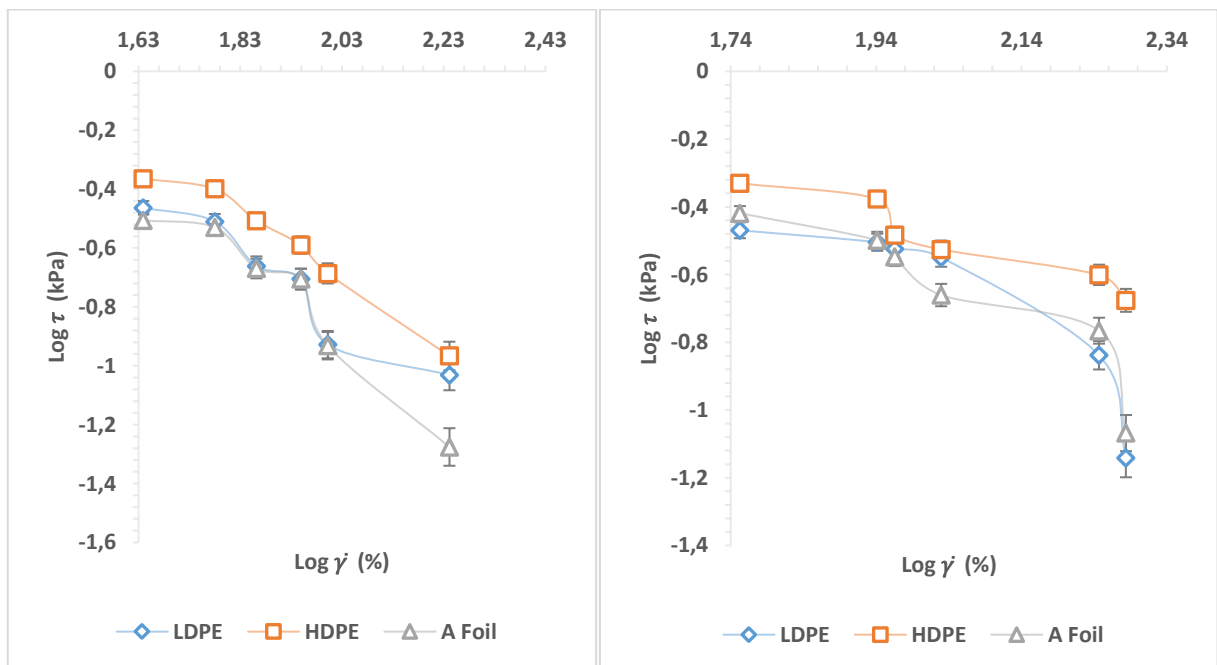 1,63 1,83 2,03 2,23 2,43
0
-0,2
-0,4
-0,6
-0,8
-1
-1,2
-1,4
-1,6
Log τ (kPa)
Log γ̇ (%)
LDPE HDPE A Foil
1,74 1,94 2,14 2,34
0
-0,2
-0,4
-0,6
-0,8
-1
-1,2
-1,4
Log τ (kPa)
Log γ̇ (%)
LDPE HDPE A Foil